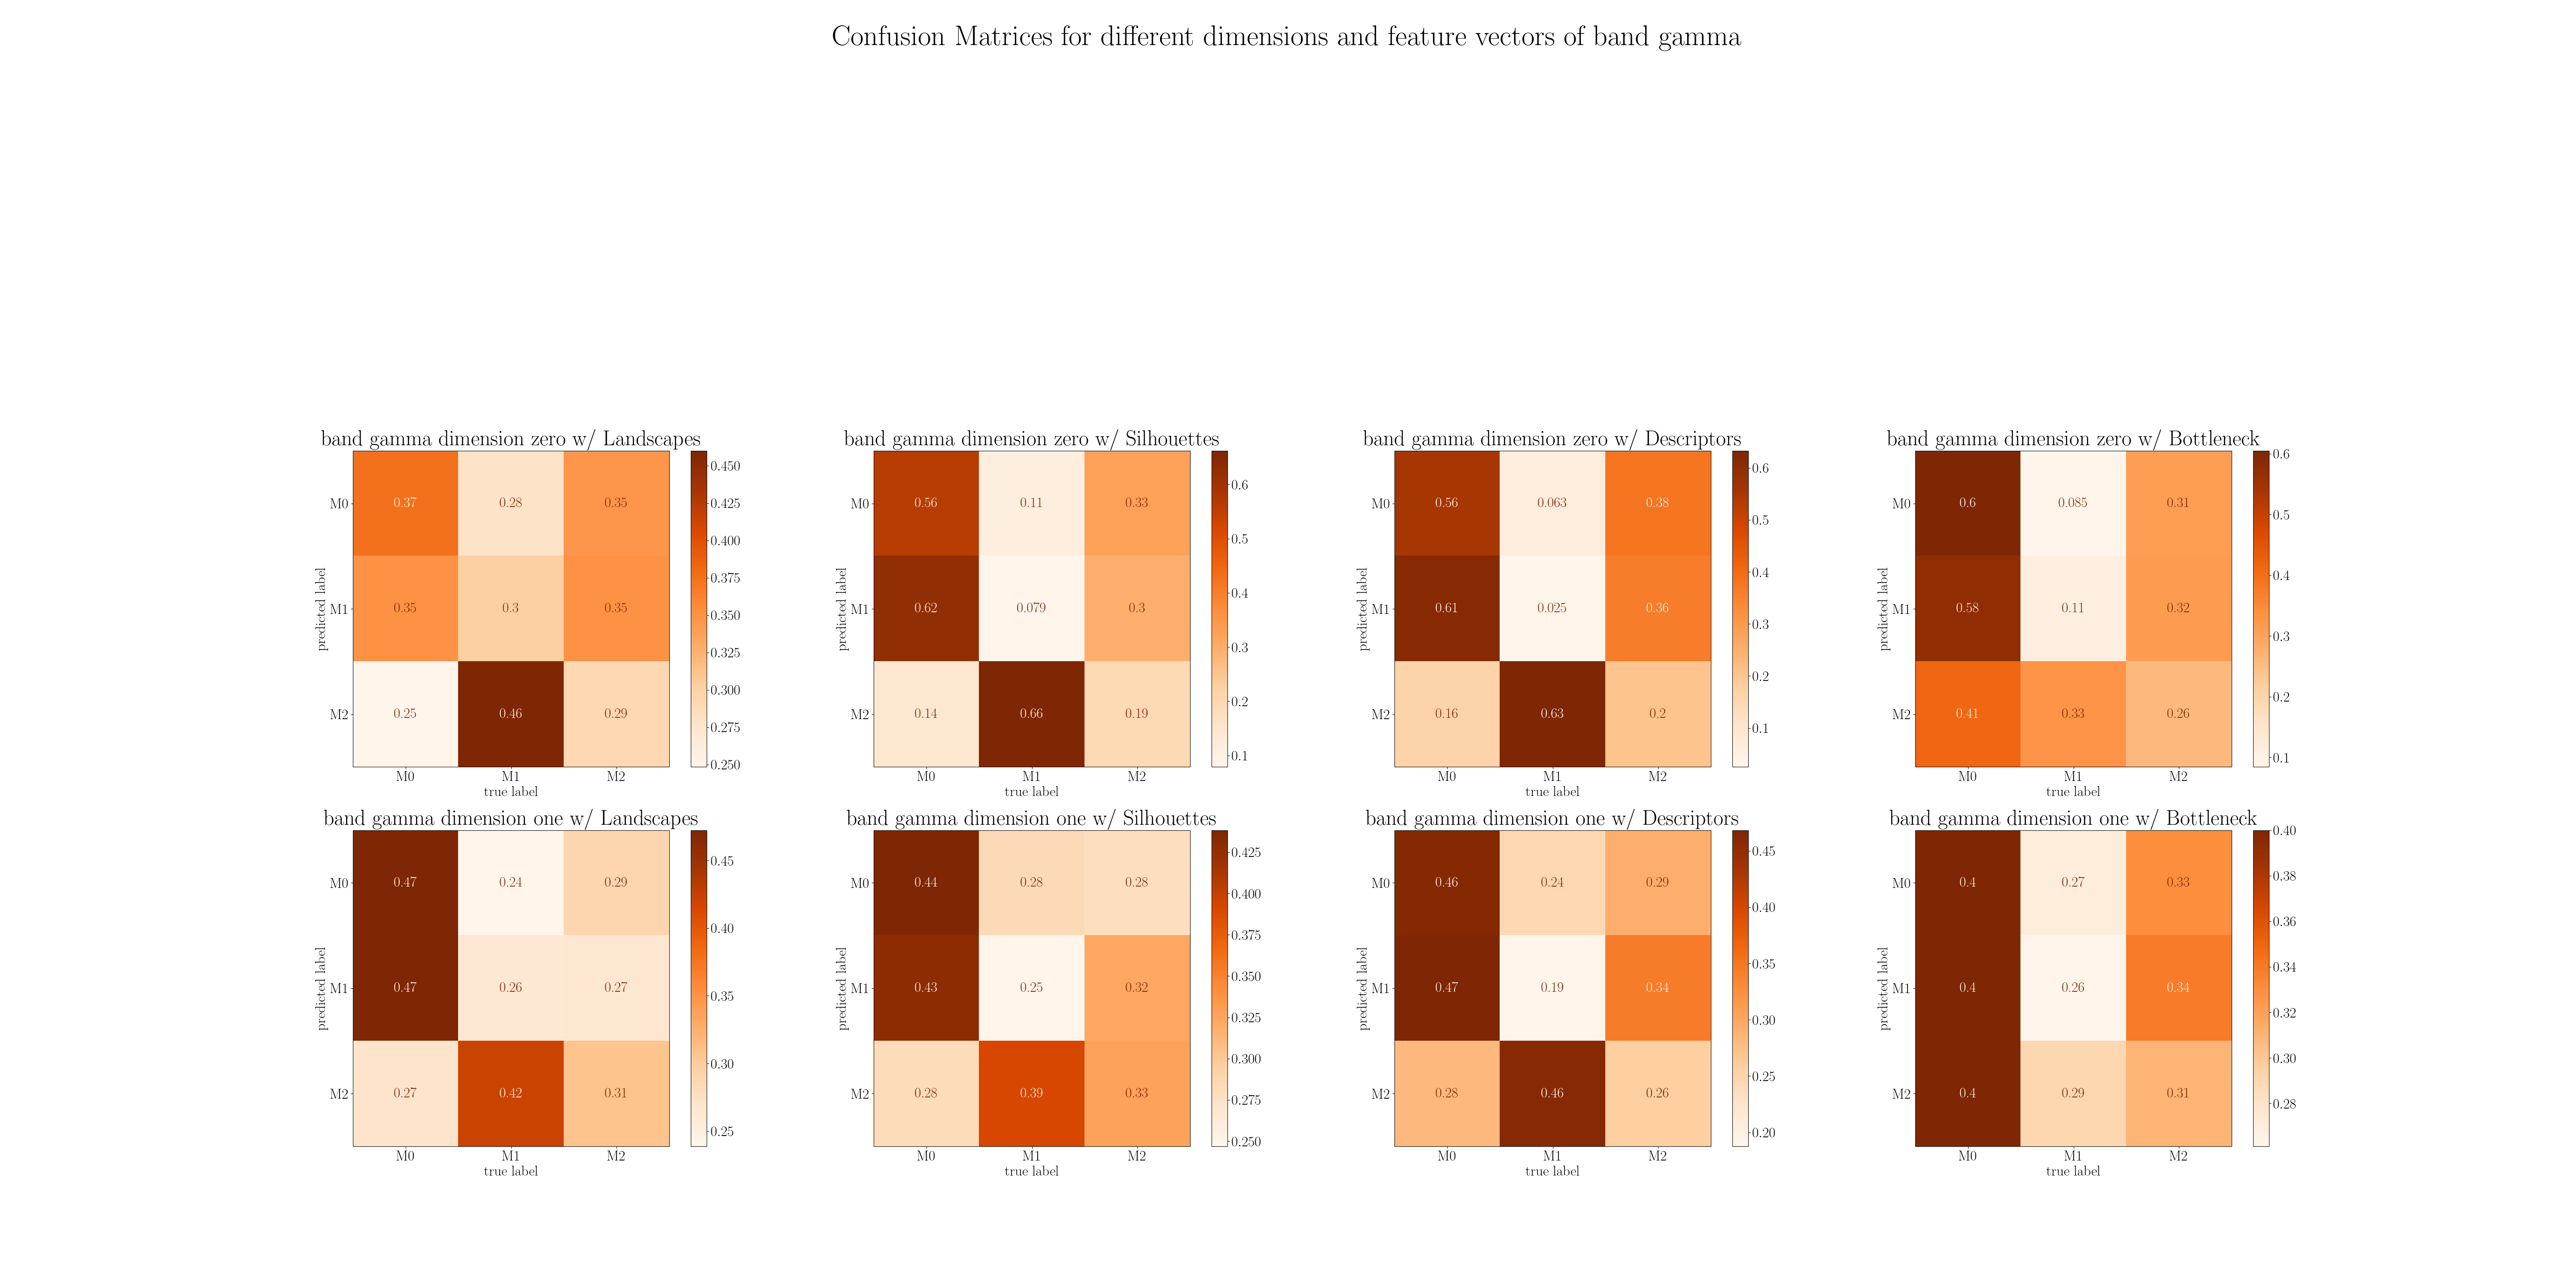 Confusion Matrices for different dimensions and feature vectors of band gamma
band gamma dimension zero w/ Landscapes
M0 0.37 0.28 0.35
M1 0.35 0.3 0.35
M2 0.25 0.46 0.29
M0 M1 M2
true label
predicted label
0.450
0.425
0.400
0.375
0.350
0.325
0.300
0.275
0.250
band gamma dimension zero w/ Silhouettes
M0 0.56 0.11 0.33
M1 0.62 0.079 0.3
M2 0.14 0.66 0.19
M0 M1 M2
true label
predicted label
0.6
0.5
0.4
0.3
0.2
0.1
band gamma dimension zero w/ Descriptors
M0 0.56 0.063 0.38
M1 0.61 0.025 0.36
M2 0.16 0.63 0.2
M0 M1 M2
true label
predicted label
0.6
0.5
0.4
0.3
0.2
0.1
band gamma dimension zero w/ Bottleneck
M0 0.6 0.085 0.31
M1 0.58 0.11 0.32
M2 0.41 0.33 0.26
M0 M1 M2
true label
predicted label
0.6
0.5
0.4
0.3
0.2
0.1
band gamma dimension one w/ Landscapes
M0 0.47 0.24 0.29
M1 0.47 0.26 0.27
M2 0.27 0.42 0.31
M0 M1 M2
true label
predicted label
0.45
0.40
0.35
0.30
0.25
band gamma dimension one w/ Silhouettes
M0 0.44 0.28 0.28
M1 0.43 0.25 0.32
M2 0.28 0.39 0.33
M0 M1 M2
true label
predicted label
0.425
0.400
0.375
0.350
0.325
0.300
0.275
0.250
band gamma dimension one w/ Descriptors
M0 0.46 0.24 0.29
M1 0.47 0.19 0.34
M2 0.28 0.46 0.26
M0 M1 M2
true label
predicted label
0.45
0.40
0.35
0.30
0.25
0.20
band gamma dimension one w/ Bottleneck
M0 0.4 0.27 0.33
M1 0.4 0.26 0.34
M2 0.4 0.29 0.31
M0 M1 M2
true label
predicted label
0.40
0.38
0.36
0.34
0.32
0.30
0.28